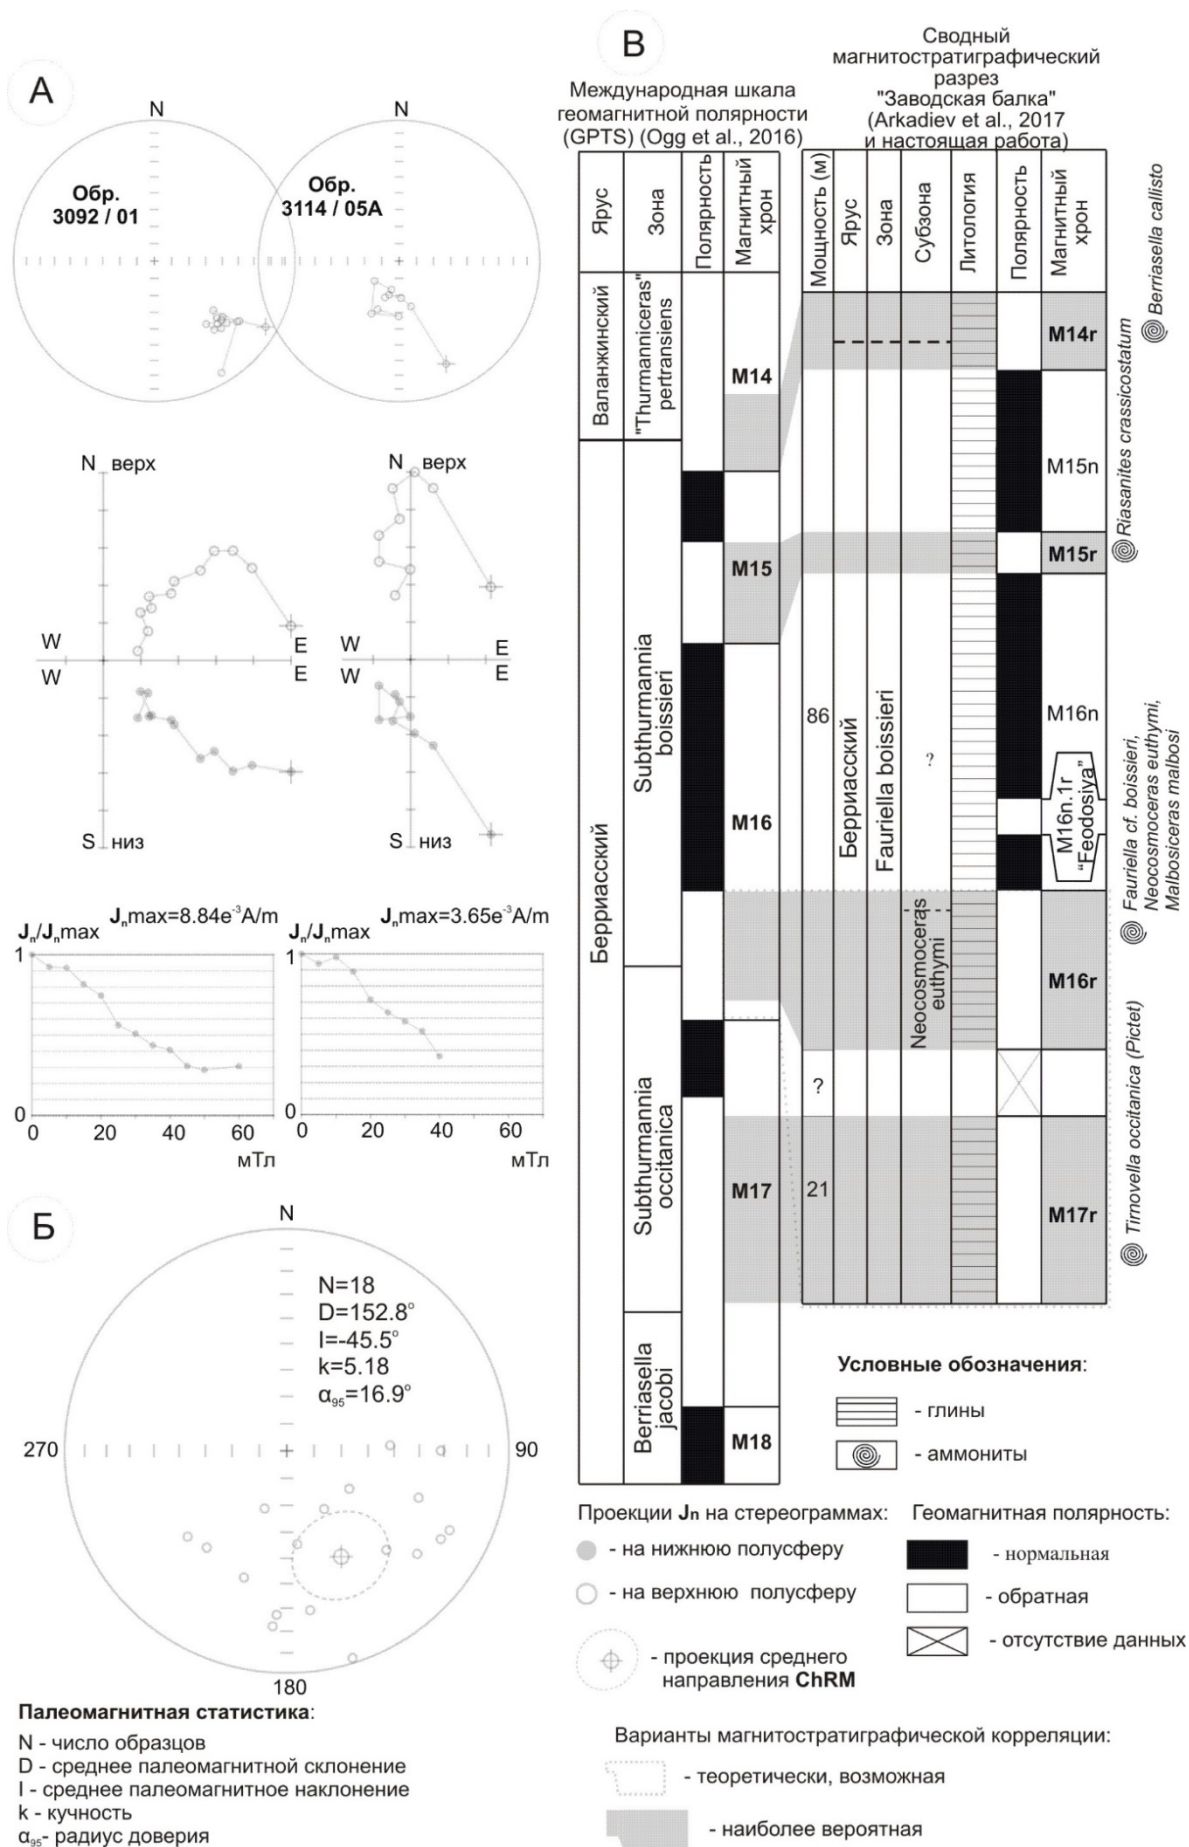 А
N
Обр.
3092 / 01
Обр.
3114 / 05А
N верх
W
E
W
E
S низ
N верх
W
E
W
E
S низ
Jn/Jnmax
Jnmax=8.84e-3A/m
1
0
0
20
40
60
мТл
Jn/Jnmax
Jnmax=3.65e-3A/m
1
0
0
20
40
60
мТл
Б
N
N=18
D=152.8°
I=-45.5°
k=5.18
α95=16.9°
270
90
180
Палеомагнитная статистика:
N - число образцов
D - среднее палеомагнитной склонение
I - среднее палеомагнитное наклонение
k - кучность
α95- радиус доверия
В
Международная шкала
геомагнитной полярности
(GPTS) (Ogg et al., 2016)
Ярус
Зона
Полярность
Магнитный
хрон
Валанжинский
"Thurmanniceras"
pertransiens
Берриасский
Subthurmannia
boissieri
Subthurmannia
occitanica
Berriasella
jacobi
M14
M15
M16
M17
M18
Сводный
магнитостратиграфический
разрез
"Заводская балка"
(Arkadiev et al., 2017
и настоящая работа)
Мощность (м)
Ярус
Зона
Субзона
Литология
Полярность
Магнитный
хрон
86
?
21
Берриасский
Fauriella boissieri
?
Neocosmoceras
euthymi
M14r
M15n
M15r
M16n
M16n.1r
“Feodosiya”
M16r
M17r
Berriasella callisto
Riasanites crassicostatum
Fauriella cf. boissieri,
Neocosmoceras euthymi,
Malbosiceras malbosi
Tirnovella occitanica (Pictet)
Условные обозначения:
- глины
- аммониты
Проекции Jn на стереограммах:
- на нижнюю полусферу
- на верхнюю полусферу
- проекция среднего
направления ChRM
Геомагнитная полярность:
- нормальная
- обратная
- отсутствие данных
Варианты магнитостратиграфической корреляции:
- теоретически, возможная
- наиболее вероятная